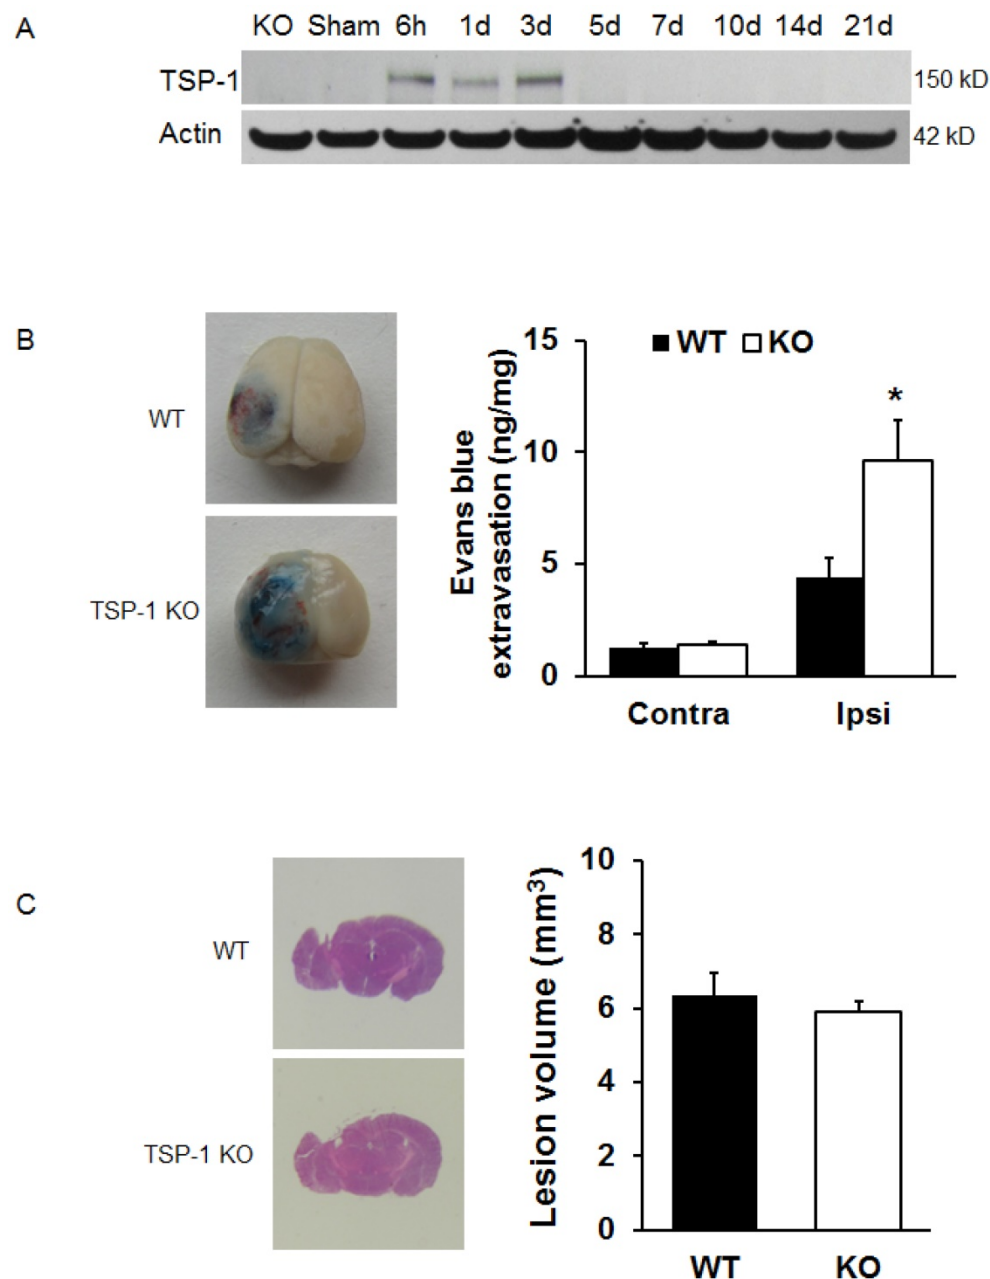 A
KO Sham 6h 1d 3d 5d 7d 10d 14d 21d
TSP-1 150 kD
Actin 42 kD
B
WT
TSP-1 KO
Evans blue
extravasation (ng/mg)
WT KO
15
10
5
0
*
Contra Ipsi
C
WT
TSP-1 KO
Lesion volume (mm³)
10
8
6
4
2
0
WT KO